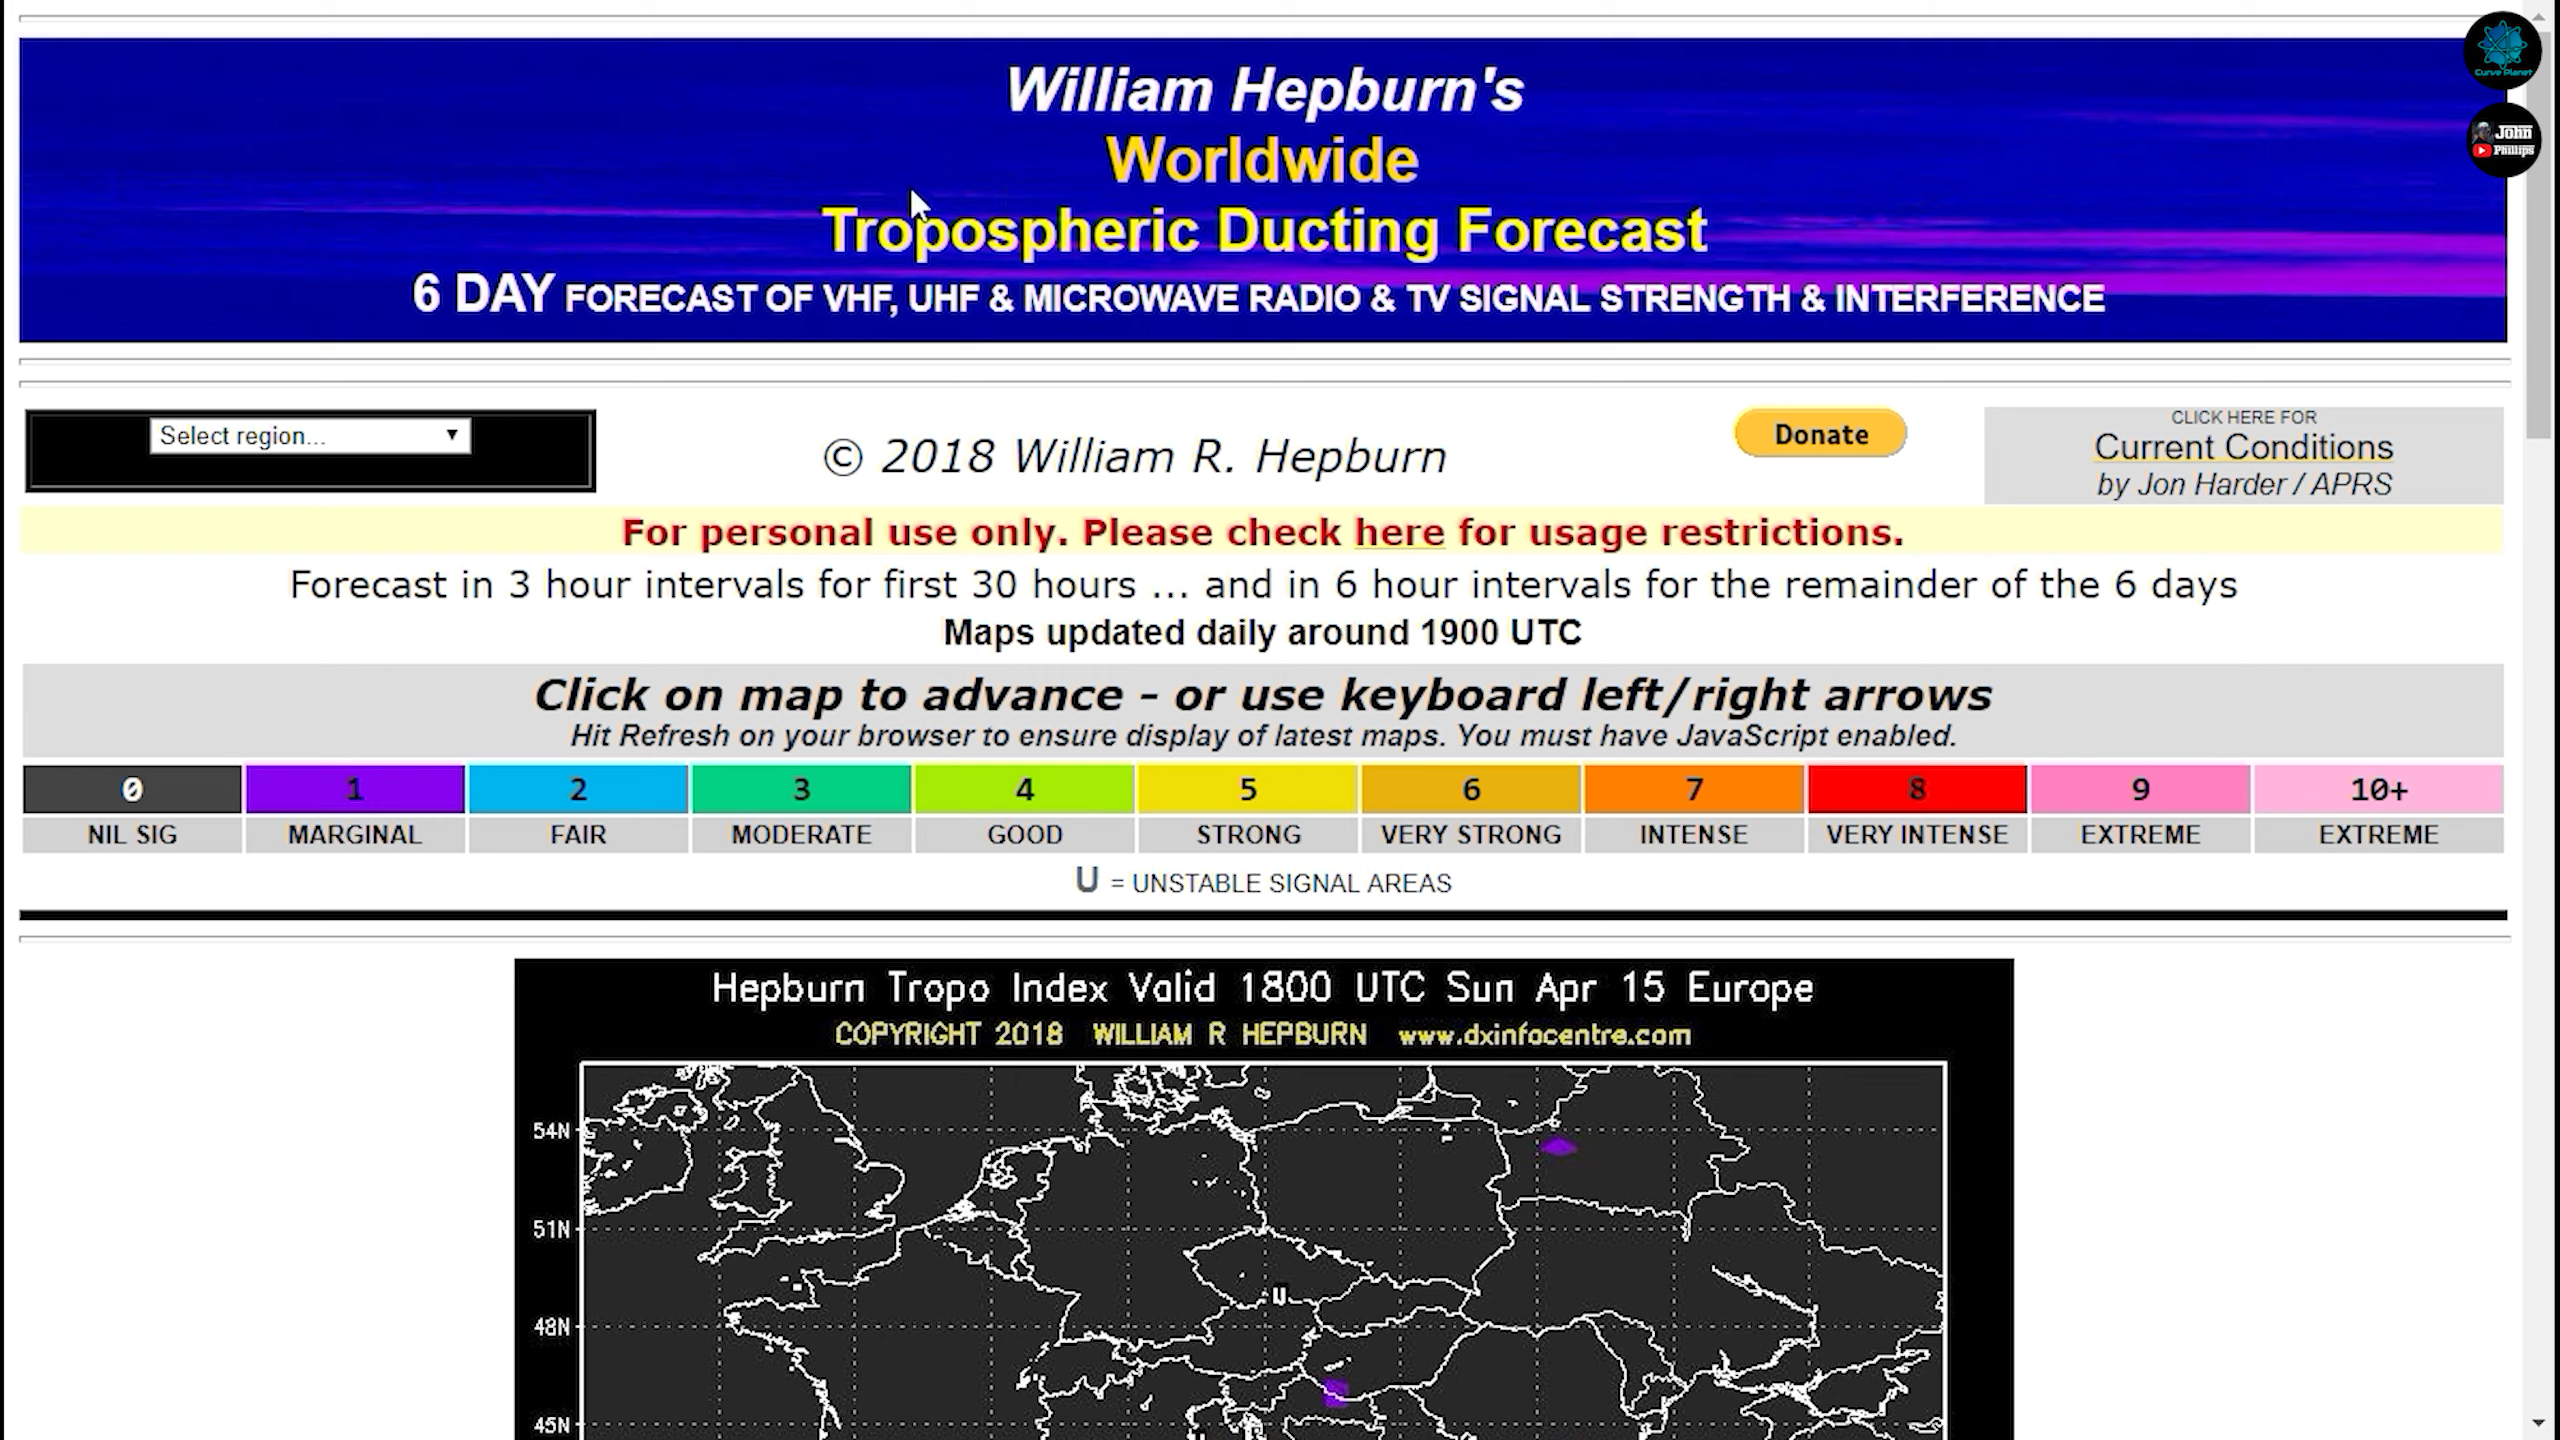 William Hepburn's
Worldwide
Tropospheric Ducting Forecast
6 DAY FORECAST OF VHF, UHF & MICROWAVE RADIO & TV SIGNAL STRENGTH & INTERFERENCE
Curve Planet
John
Phillips
Select region...
© 2018 William R. Hepburn
Donate
CLICK HERE FOR
Current Conditions
by Jon Harder / APRS
For personal use only. Please check here for usage restrictions.
Forecast in 3 hour intervals for first 30 hours ... and in 6 hour intervals for the remainder of the 6 days
Maps updated daily around 1900 UTC
Click on map to advance - or use keyboard left/right arrows
Hit Refresh on your browser to ensure display of latest maps. You must have JavaScript enabled.
0 1 2 3 4 5 6 7 8 9 10+
NIL SIG MARGINAL FAIR MODERATE GOOD STRONG VERY STRONG INTENSE VERY INTENSE EXTREME EXTREME
U = UNSTABLE SIGNAL AREAS
Hepburn Tropo Index Valid 1800 UTC Sun Apr 15 Europe
COPYRIGHT 2018 WILLIAM R HEPBURN www.dxinfocentre.com
54N
51N
U
48N
45N